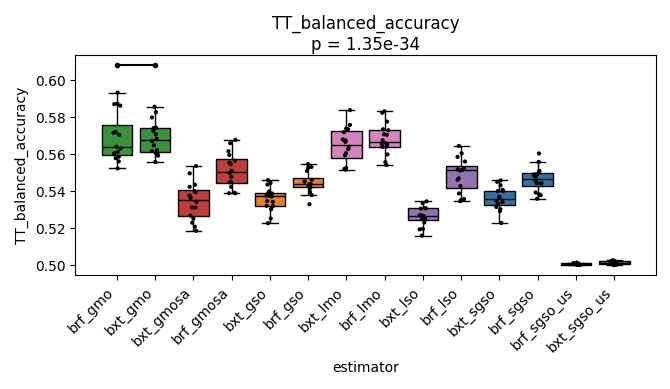 TT_balanced_accuracy
p = 1.35e-34
TT_balanced_accuracy
0.60
0.58
0.56
0.54
0.52
0.50
brf_gmo
bxt_gmo
bxt_gmosa
brf_gmosa
bxt_gso
brf_gso
bxt_lmo
brf_lmo
bxt_lso
brf_lso
bxt_sgso
brf_sgso
brf_sgso_us
bxt_sgso_us
estimator